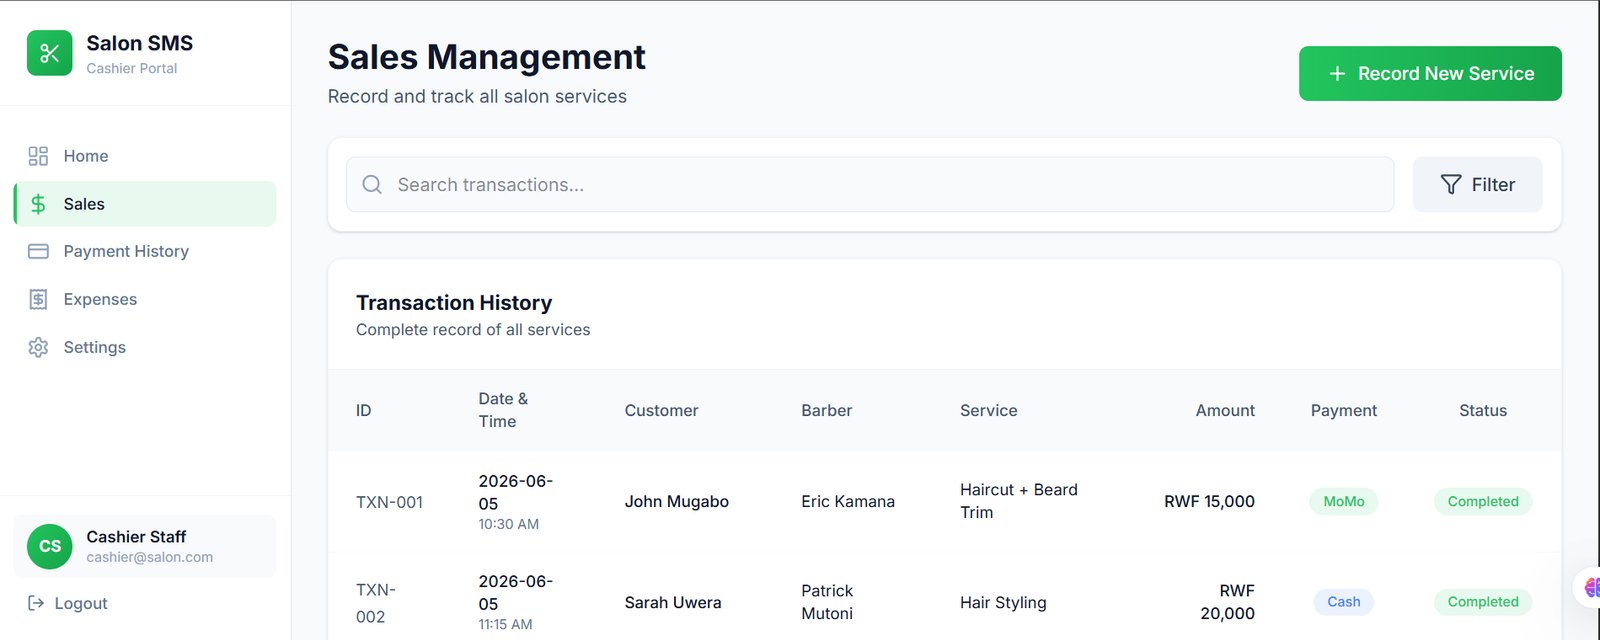 Salon SMS
Cashier Portal
Home
Sales
Payment History
Expenses
Settings
CS
Cashier Staff
cashier@salon.com
Logout
Sales Management
Record and track all salon services
+ Record New Service
Search transactions...
Filter
Transaction History
Complete record of all services
ID
Date &
Time
Customer
Barber
Service
Amount
Payment
Status
TXN-001
2026-06-
05
10:30 AM
John Mugabo
Eric Kamana
Haircut + Beard
Trim
RWF 15,000
MoMo
Completed
TXN-
002
2026-06-
05
11:15 AM
Sarah Uwera
Patrick
Mutoni
Hair Styling
RWF
20,000
Cash
Completed